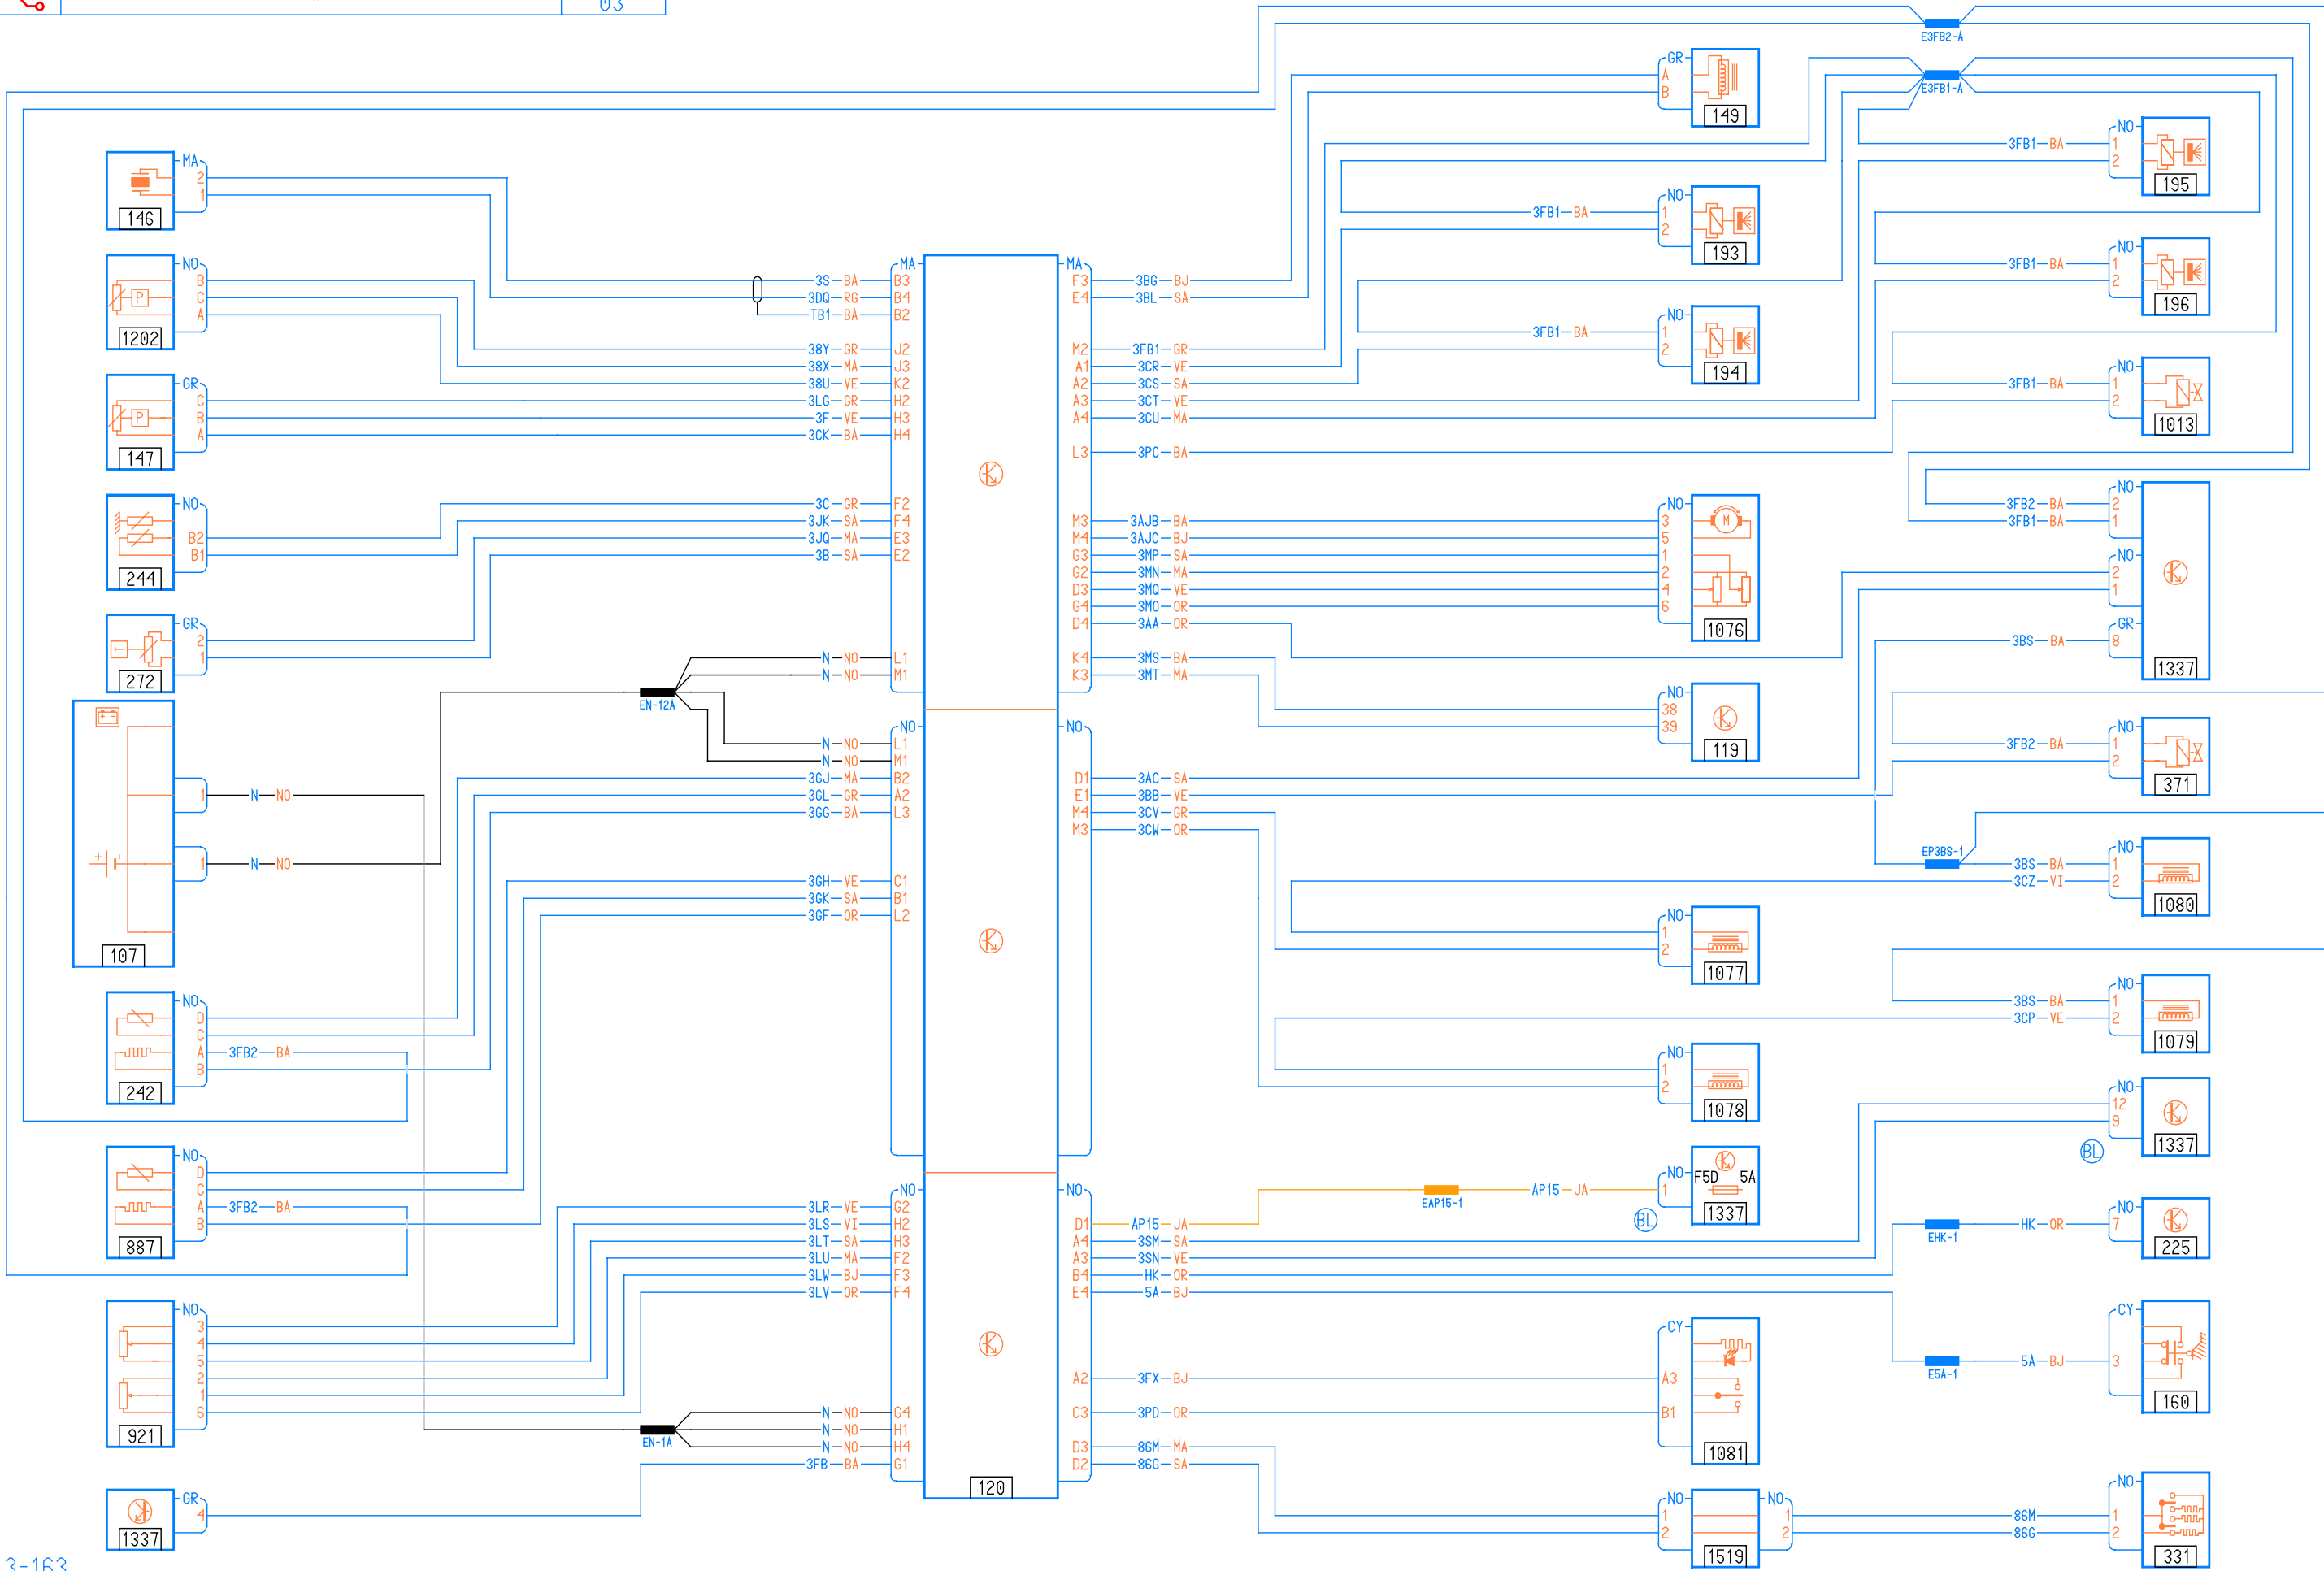 03
E3FB2-A
E3FB1-A
GR
A
B
149
MA
2
1
146
NO
1
2
3FB1 BA
195
NO
1
2
3FB1 BA
193
NO
B
C
A
P
1202
NO
1
2
3FB1 BA
196
MA
3S BA B3
3DQ RG B4
TB1 BA B2
38Y GR J2
38X MA J3
38U VE K2
3LG GR H2
3F VE H3
3CK BA H4
3C GR F2
3JK SA F4
3JQ MA E3
3B SA E2
N NO L1
N NO M1
MA
F3 3BG BJ
E4 3BL SA
M2 3FB1 GR
A1 3CR VE
A2 3CS SA
A3 3CT VE
A4 3CU MA
L3 3PC BA
M3 3AJB BA
M4 3AJC BJ
G3 3MP SA
G2 3MN MA
D3 3MQ VE
G4 3MO OR
D4 3AA OR
K4 3MS BA
K3 3MT MA
NO
1
2
3FB1 BA
194
NO
1
2
3FB1 BA
1013
GR
C
B
A
P
147
NO
B2
B1
244
GR
2
1
T
272
NO
3
5
1
2
4
6
M
1076
NO
3FB2 BA 2
3FB1 BA 1
NO
2
1
GR
3BS BA 8
1337
NO
38
39
119
EN-12A
107
1 N NO
1 N NO
+ -
NO
N NO L1
N NO M1
3GJ MA B2
3GL GR A2
3GG BA L3
3GH VE C1
3GK SA B1
3GF OR L2
NO
D1 3AC SA
E1 3BB VE
M4 3CV GR
M3 3CW OR
NO
3FB2 BA 1
2
371
EP3BS-1
NO
3BS BA 1
3CZ VI 2
1080
NO
1
2
1077
NO
3BS BA 1
3CP VE 2
1079
NO
1
2
1078
NO
D
C
A 3FB2 BA
B
242
NO
12
9
1337
BL
NO
D
C
A 3FB2 BA
B
887
NO
F5D 5A
1
1337
BL
EAP15-1
AP15 JA
NO
3LR VE G2
3LS VI H2
3LT SA H3
3LU MA F2
3LW BJ F3
3LV OR F4
N NO G4
N NO H1
N NO H4
3FB BA G1
NO
D1 AP15 JA
A4 3SM SA
A3 3SN VE
B4 HK OR
E4 5A BJ
A2 3FX BJ
C3 3PD OR
D3 86M MA
D2 86G SA
120
EHK-1
HK OR
NO
7
225
NO
3
4
5
2
1
6
921
E5A-1
5A BJ
CY
3
160
CY
A3
B1
1081
EN-1A
GR
4
1337
NO
1
2
1519
NO
1
2
86M
86G
NO
1
2
331
3-163